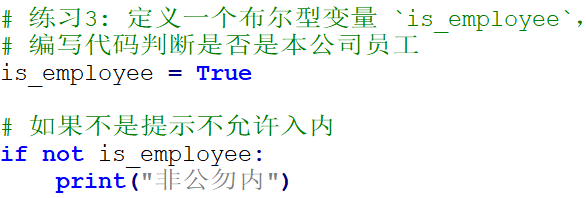 # 练习3: 定义一个布尔型变量 `is_employee`,
# 编写代码判断是否是本公司员工
is_employee = True
# 如果不是提示不允许入内
if not is_employee:
    print("非公勿内")